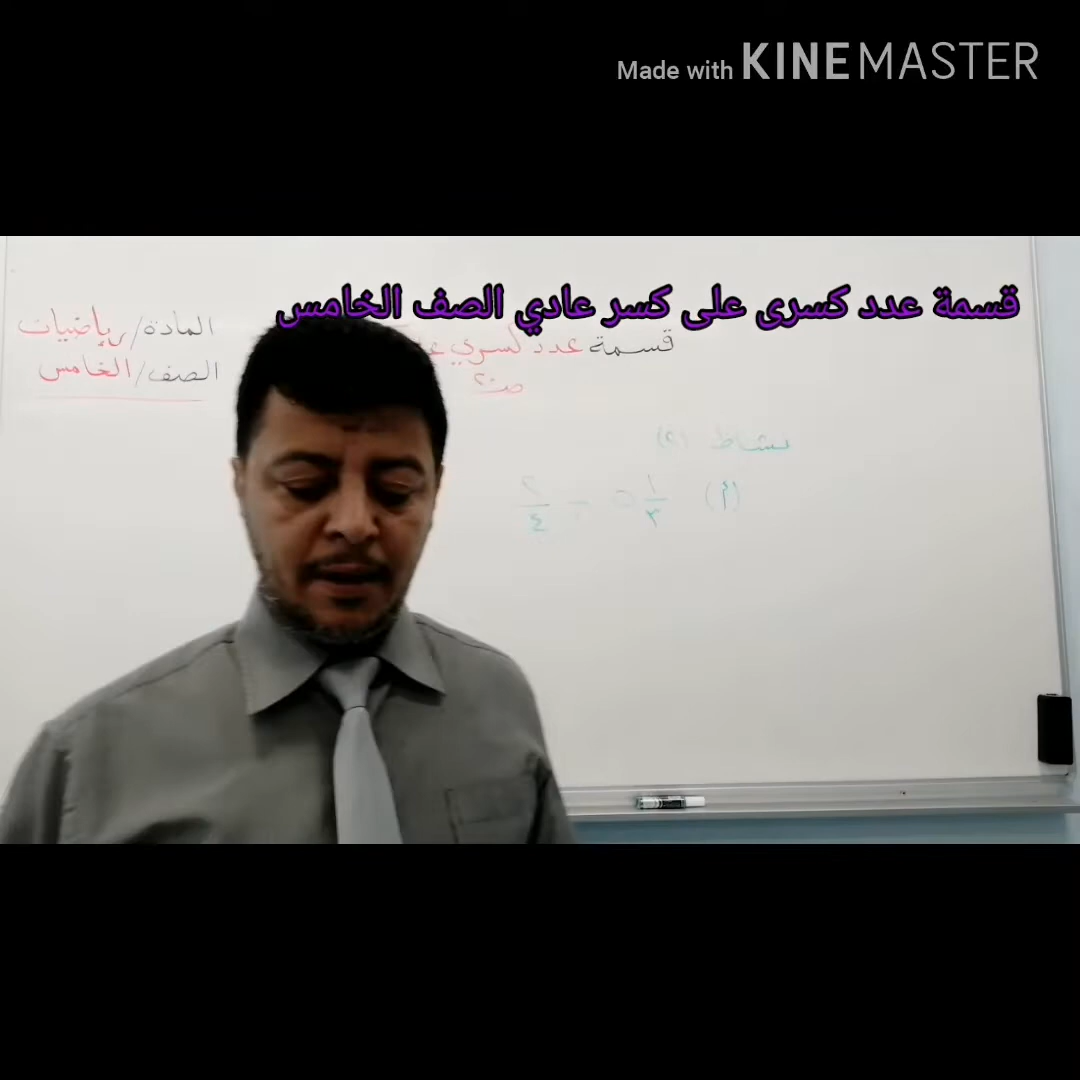 Made with KINEMASTER
قسمة عدد كسرى على كسر عادي الصف الخامس
المادة/رياضيات
الصف/الخامس
قسمة عدد كسري
نشاط (٢)
(أ)